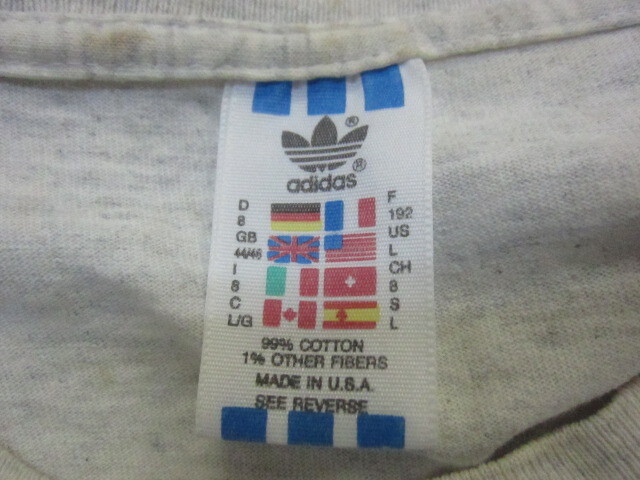 ®
®
adidas
D
8
GB
44/46
I
8
C
L/G
F
192
US
L
CH
8
S
L
99% COTTON
1% OTHER FIBERS
MADE IN U.S.A.
SEE REVERSE